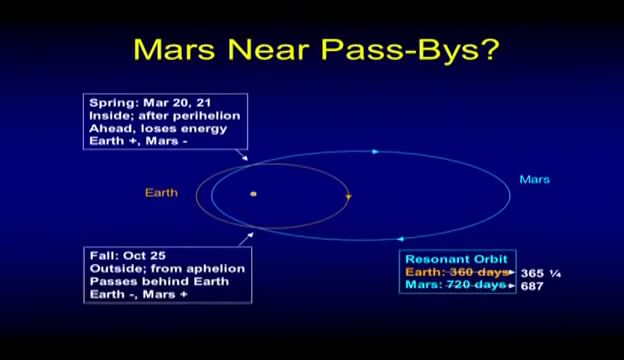 Mars Near Pass-Bys?
Spring: Mar 20, 21
Inside; after perihelion
Ahead, loses energy
Earth +, Mars -
Earth
Mars
Fall: Oct 25
Outside; from aphelion
Passes behind Earth
Earth -, Mars +
Resonant Orbit
Earth: 360 days 365 ¼
Mars: 720 days 687